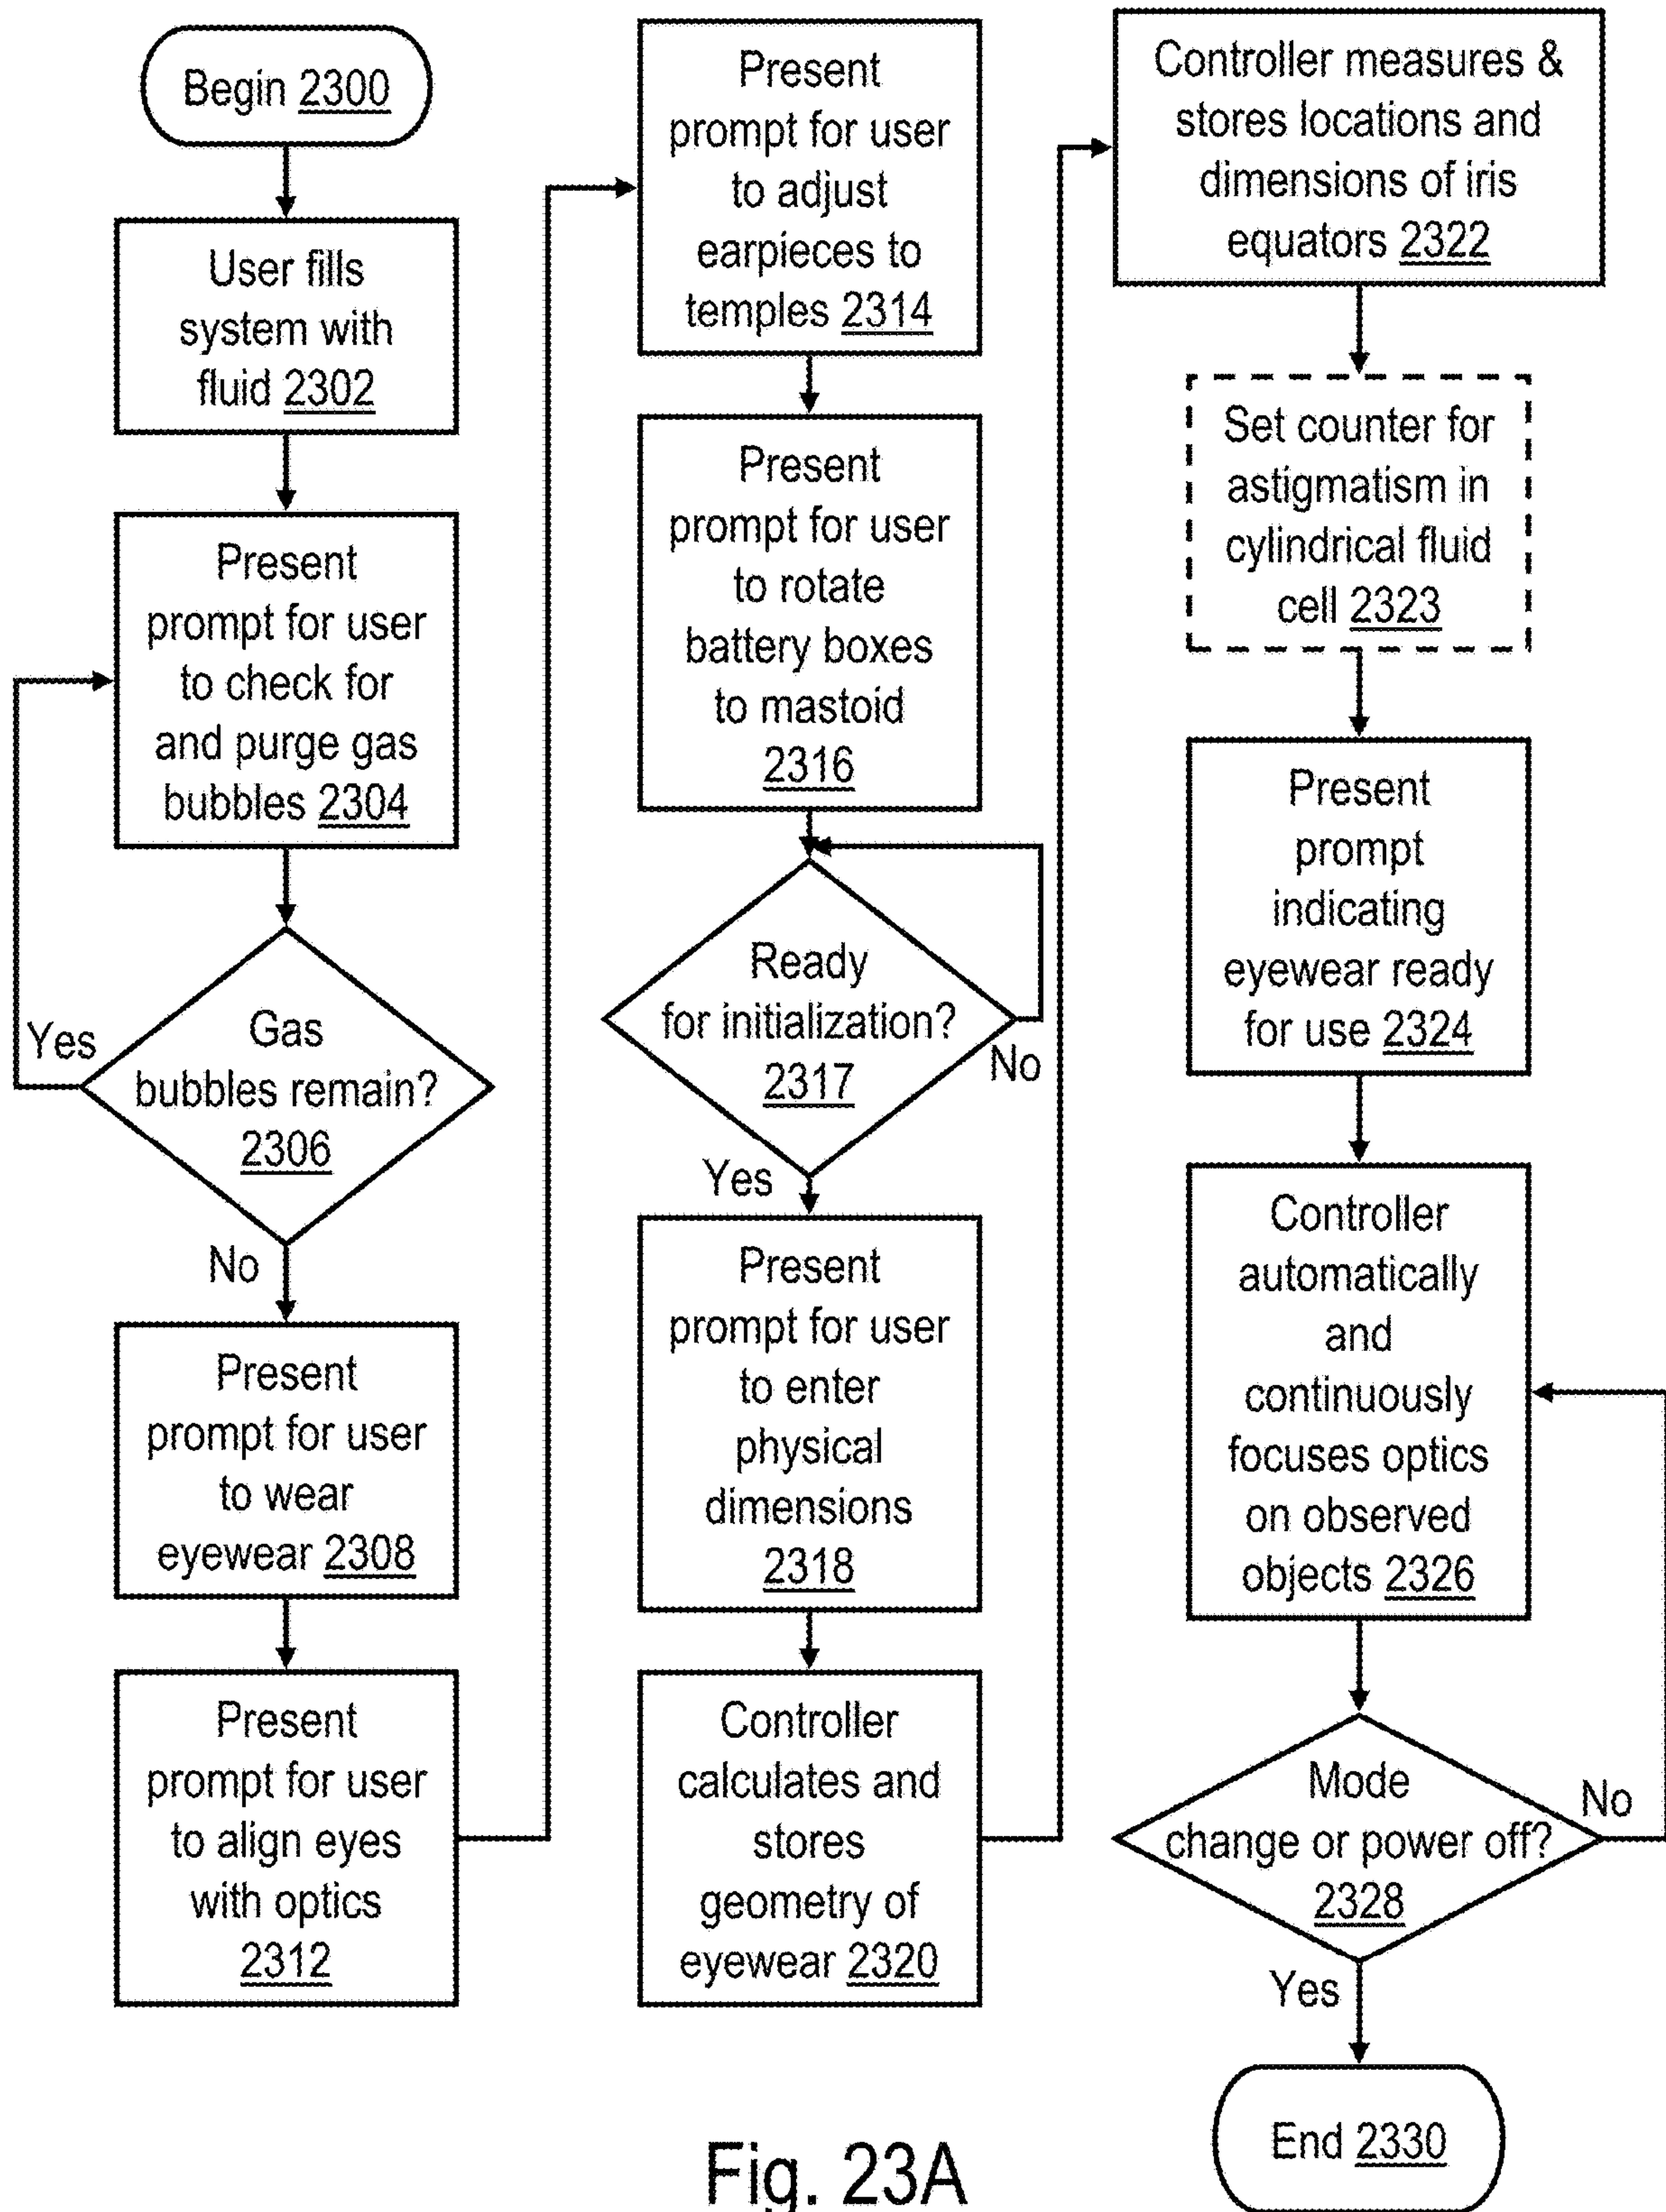 Begin 2300
User fills
system with
fluid 2302
Present
prompt for user
to check for
and purge gas
bubbles 2304
Yes
Gas
bubbles remain?
2306
No
Present
prompt for user
to wear
eyewear 2308
Present
prompt for user
to align eyes
with optics
2312
Present
prompt for user
to adjust
earpieces to
temples 2314
Present
prompt for user
to rotate
battery boxes
to mastoid
2316
Ready
for initialization?
2317
No
Yes
Present
prompt for user
to enter
physical
dimensions
2318
Controller
calculates and
stores
geometry of
eyewear 2320
Controller measures &
stores locations and
dimensions of iris
equators 2322
Set counter for
astigmatism in
cylindrical fluid
cell 2323
Present
prompt
indicating
eyewear ready
for use 2324
Controller
automatically
and
continuously
focuses optics
on observed
objects 2326
Mode
change or power off?
2328
No
Yes
End 2330
Fig. 23A